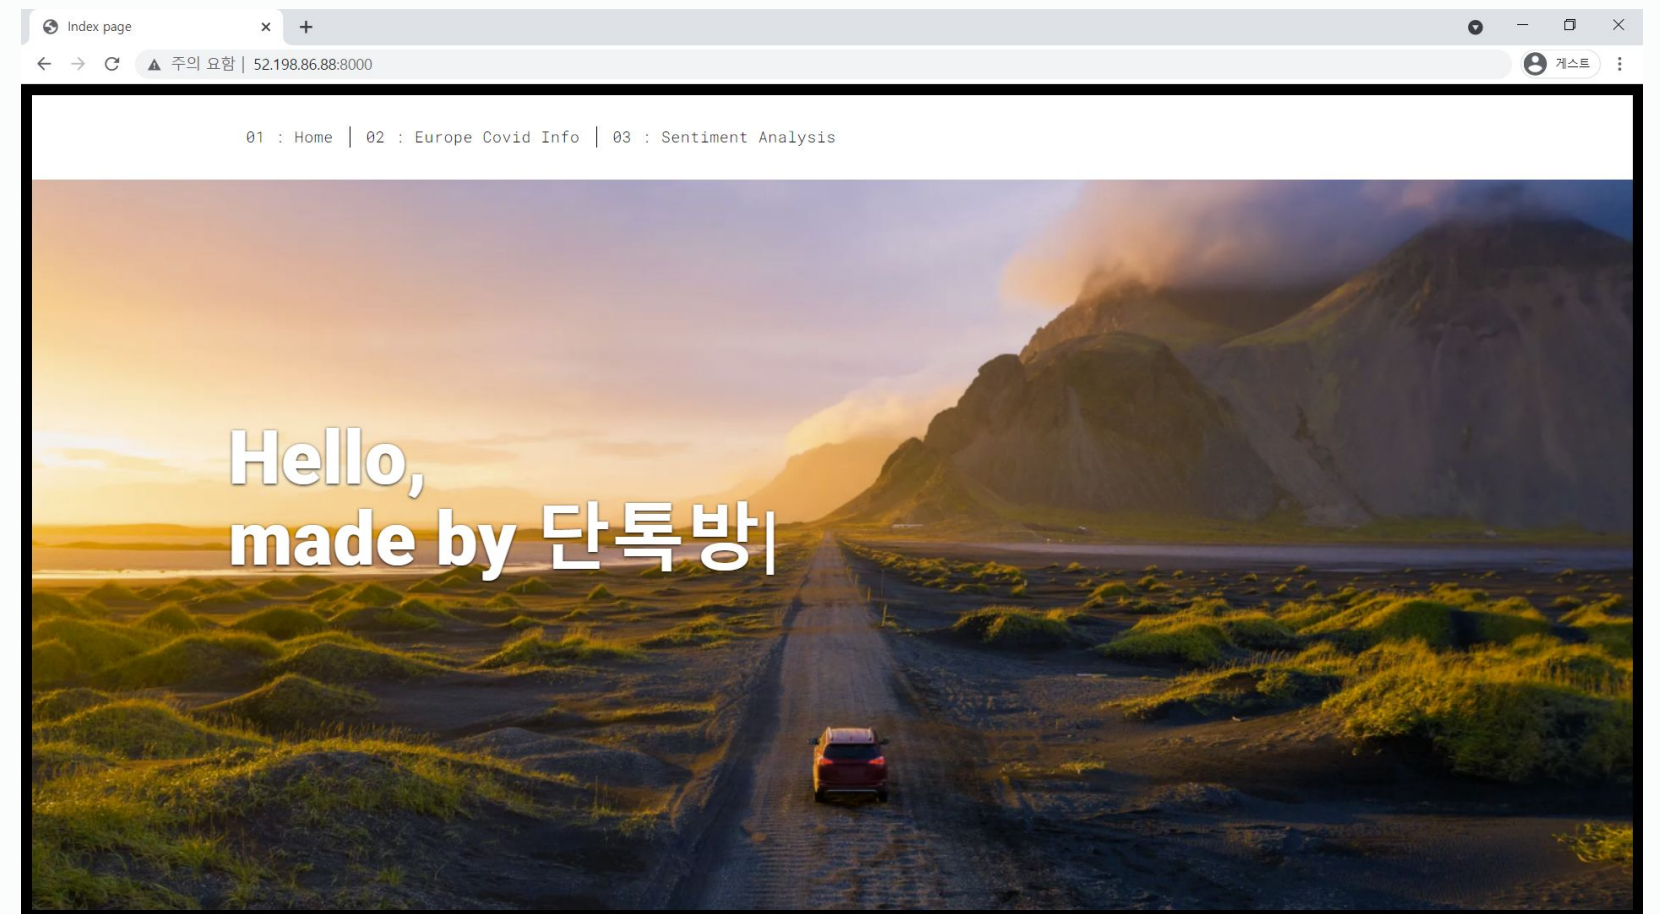 Index page
주의 요함 | 52.198.86.88:8000
게스트
01 : Home | 02 : Europe Covid Info | 03 : Sentiment Analysis
Hello,
made by 단톡방|